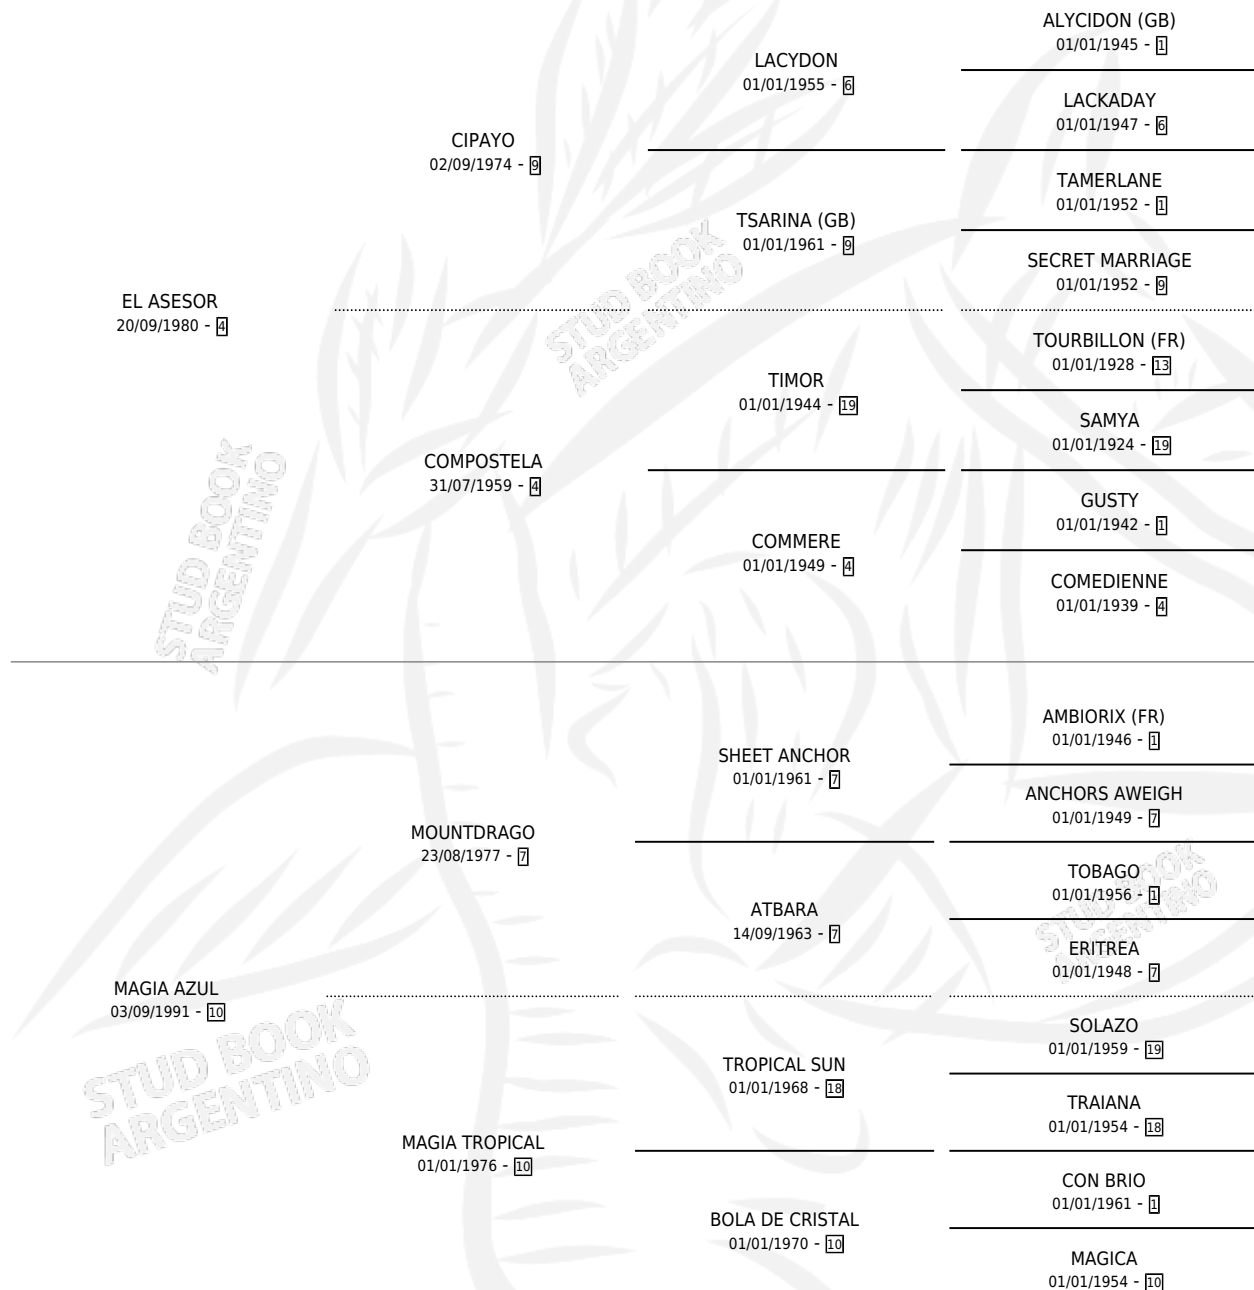 ALYCIDON (GB)
01/01/1945 - 1
LACYDON
01/01/1955 - 6
LACKADAY
01/01/1947 - 6
CIPAYO
02/09/1974 - 9
TAMERLANE
01/01/1952 - 1
TSARINA (GB)
01/01/1961 - 9
SECRET MARRIAGE
01/01/1952 - 9
EL ASESOR
20/09/1980 - 4
STUD BOOK
ARGENTINO
TOURBILLON (FR)
01/01/1928 - 13
TIMOR
01/01/1944 - 19
SAMYA
01/01/1924 - 19
COMPOSTELA
31/07/1959 - 4
GUSTY
01/01/1942 - 1
COMMERE
01/01/1949 - 4
COMEDIENNE
01/01/1939 - 4
STUD BOOK
ARGENTINO
AMBIORIX (FR)
01/01/1946 - 1
SHEET ANCHOR
01/01/1961 - 7
ANCHORS AWEIGH
01/01/1949 - 7
MOUNTDRAGO
23/08/1977 - 7
TOBAGO
01/01/1956 - 1
ATBARA
14/09/1963 - 7
ERITREA
01/01/1948 - 7
STUD BOOK
ARGENTINO
MAGIA AZUL
03/09/1991 - 10
SOLAZO
01/01/1959 - 19
TROPICAL SUN
01/01/1968 - 18
TRAIANA
01/01/1954 - 18
STUD BOOK
ARGENTINO
MAGIA TROPICAL
01/01/1976 - 10
CON BRIO
01/01/1961 - 1
BOLA DE CRISTAL
01/01/1970 - 10
MAGICA
01/01/1954 - 10